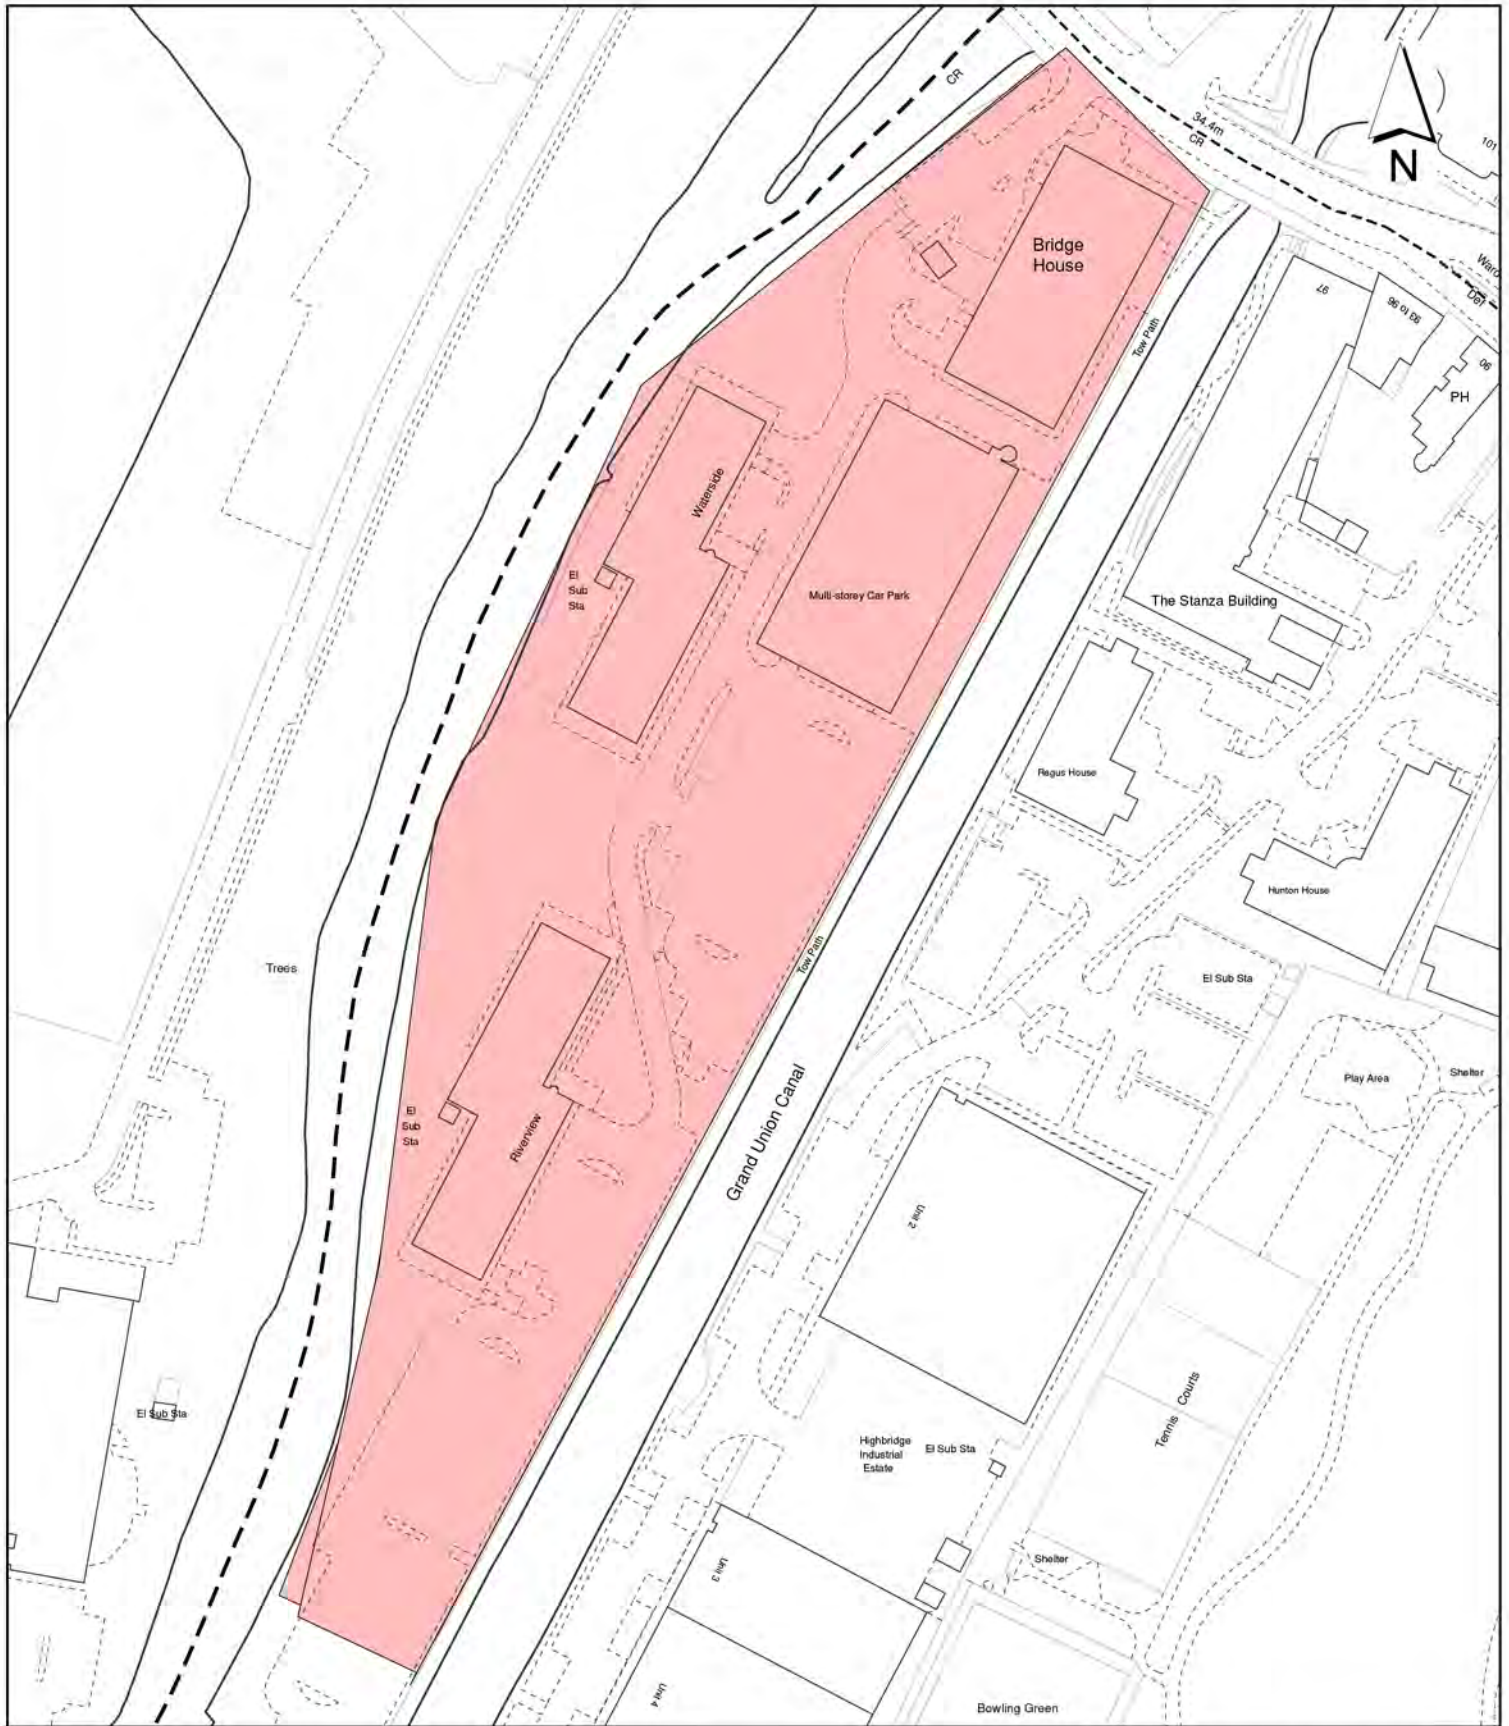 CR
34.4m
CR
101
N
Bridge
House
97
93 to 96
Def
90
PH
Tow Path
Waterside
El
Sub
Sta
Multi-storey Car Park
The Stanza Building
Regus House
Hunton House
Trees
Tow Path
El Sub Sta
Play Area
Shelter
El
Sub
Sta
Riverview
Grand Union Canal
Unit 2
El Sub Sta
Tennis Courts
Highbridge
Industrial
Estate
El Sub Sta
Shelter
Unit 3
Unit 4
Bowling Green